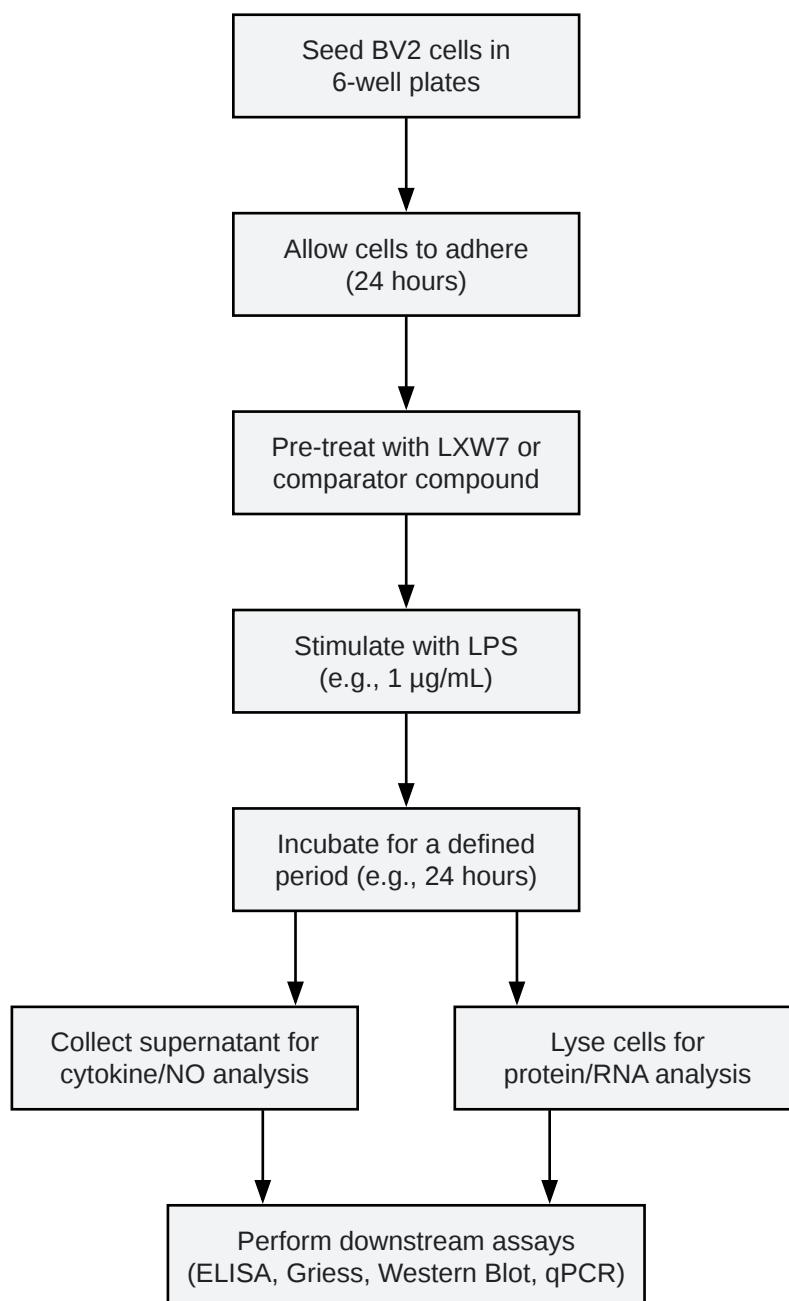 Seed BV2 cells in
6-well plates
Allow cells to adhere
(24 hours)
Pre-treat with LXW7 or
comparator compound
Stimulate with LPS
(e.g., 1 µg/mL)
Incubate for a defined
period (e.g., 24 hours)
Collect supernatant for
cytokine/NO analysis
Lyse cells for
protein/RNA analysis
Perform downstream assays
(ELISA, Griess, Western Blot, qPCR)